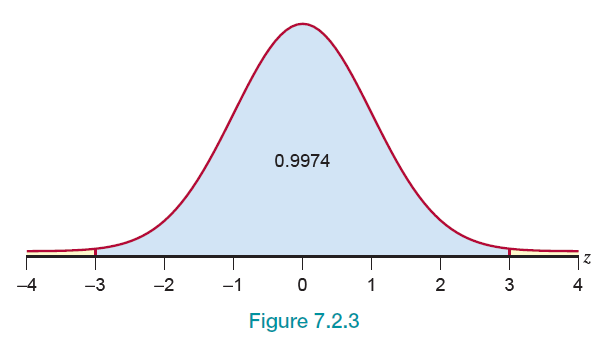 0.9974
–4 –3 –2 –1 0 1 2 3 4 z
Figure 7.2.3